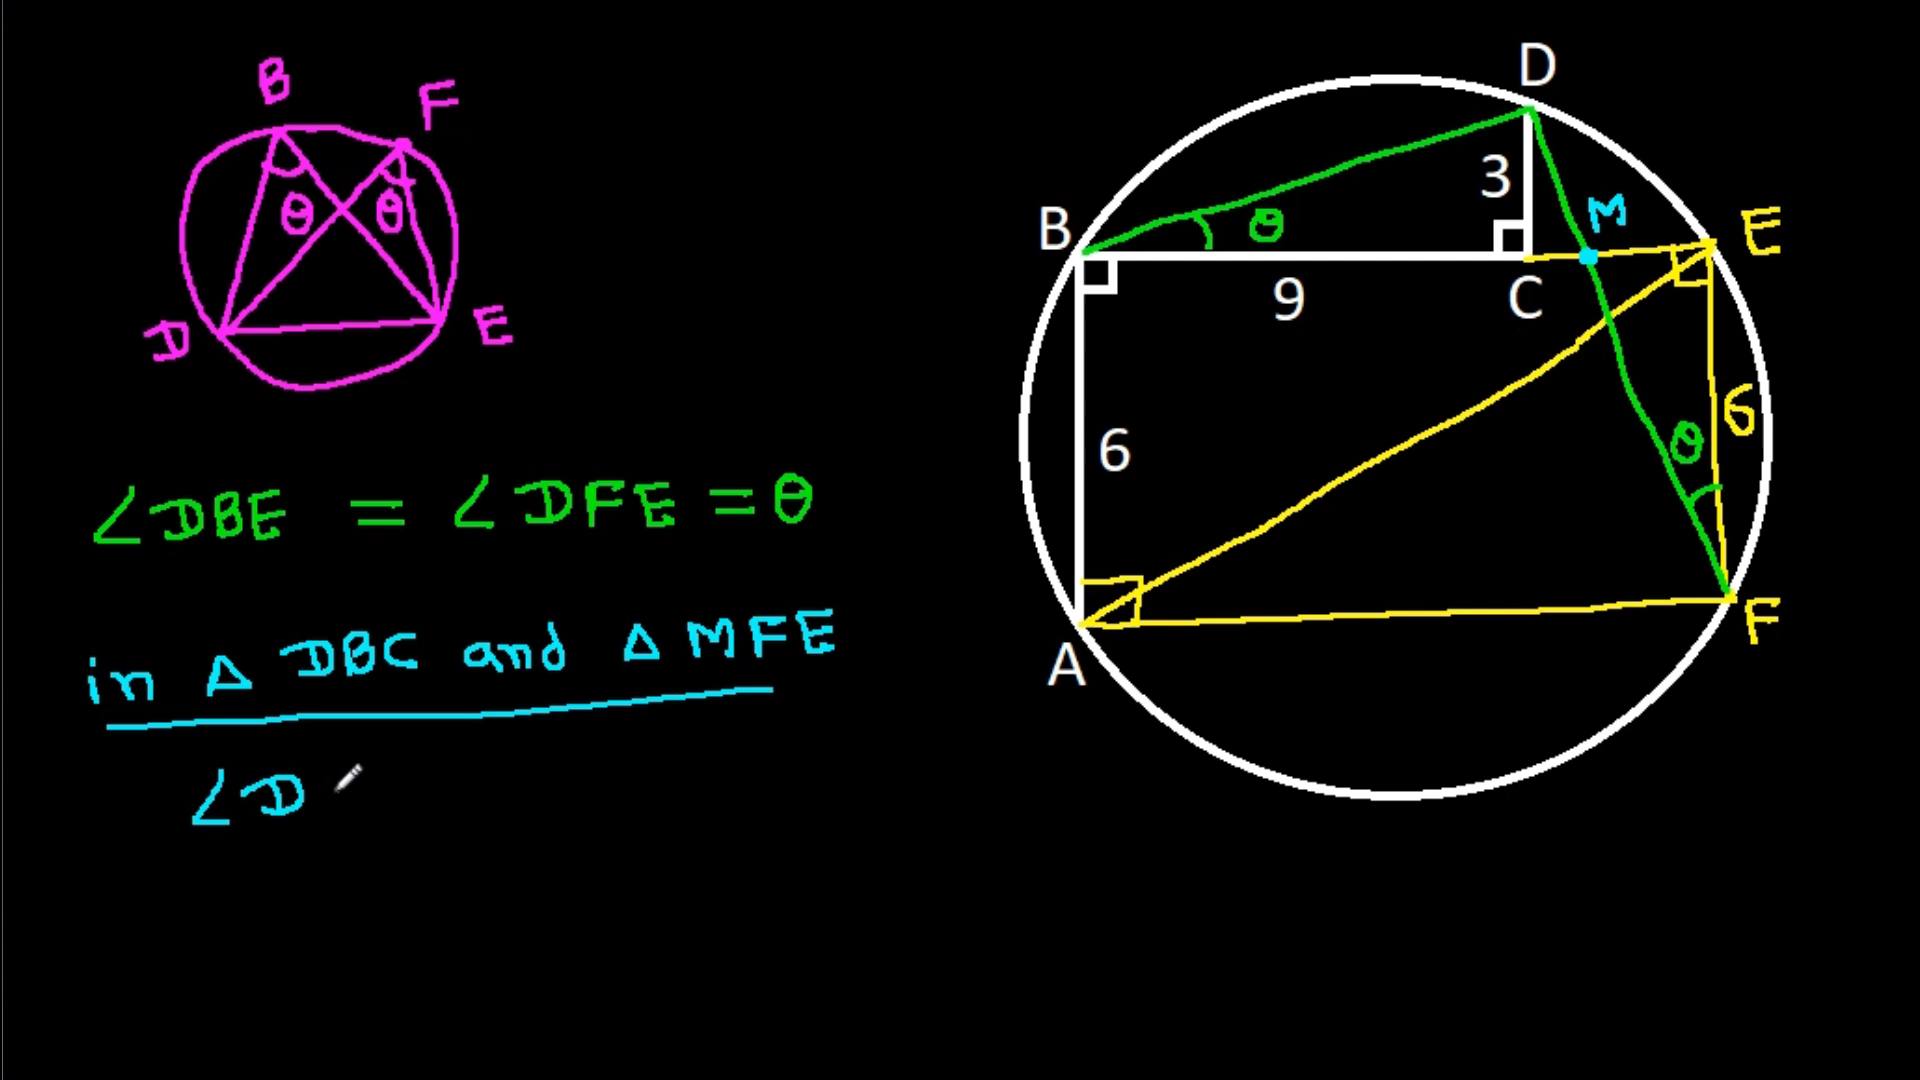 B
F
θ θ
D
E
∠DBE = ∠DFE = θ
in Δ DBC and Δ MFE
∠D
D
3
M
B
θ
E
9
C
6
6
θ
A
F